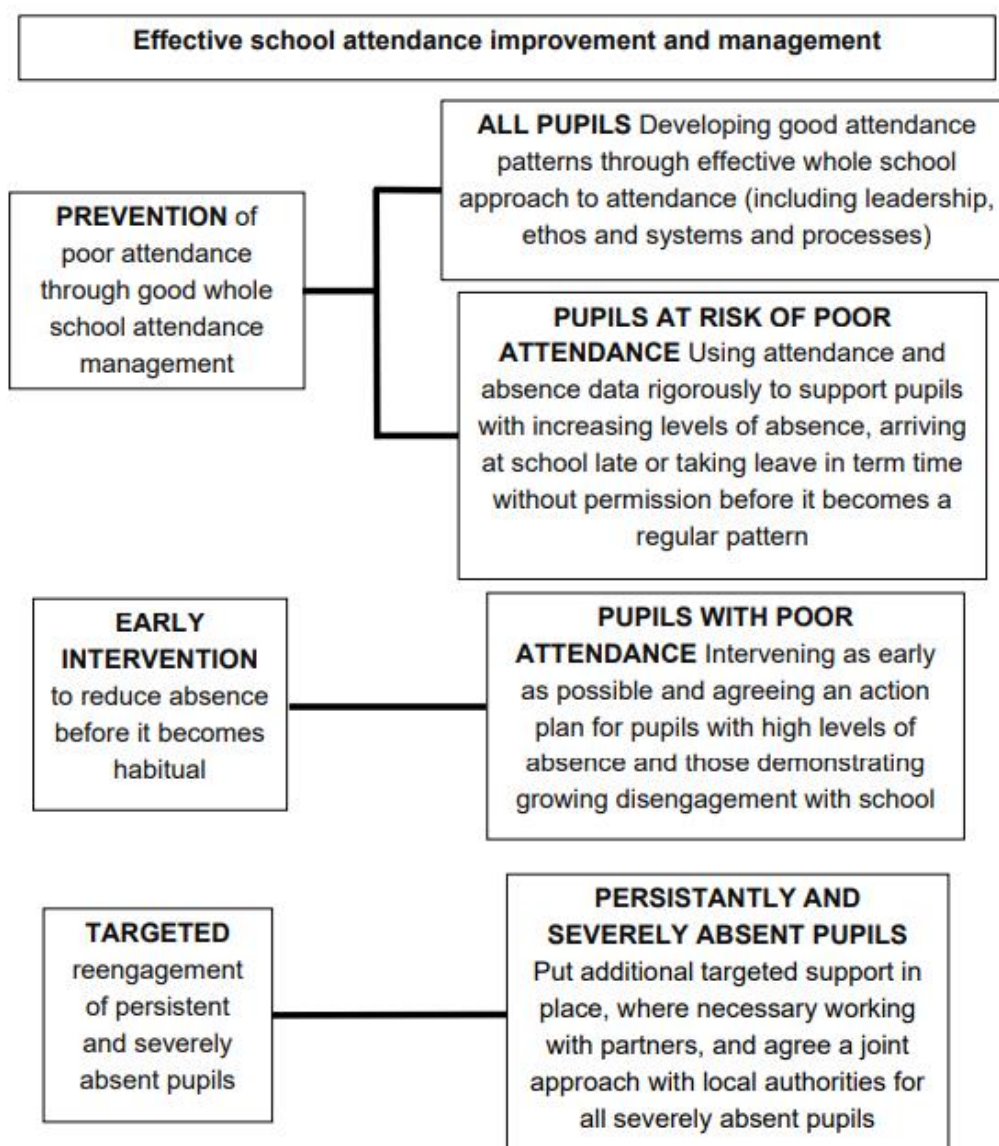 Effective school attendance improvement and management
PREVENTION of
poor attendance
through good whole
school attendance
management
ALL PUPILS Developing good attendance
patterns through effective whole school
approach to attendance (including leadership,
ethos and systems and processes)
PUPILS AT RISK OF POOR
ATTENDANCE Using attendance and
absence data rigorously to support pupils
with increasing levels of absence, arriving
at school late or taking leave in term time
without permission before it becomes a
regular pattern
EARLY
INTERVENTION
to reduce absence
before it becomes
habitual
PUPILS WITH POOR
ATTENDANCE Intervening as early
as possible and agreeing an action
plan for pupils with high levels of
absence and those demonstrating
growing disengagement with school
TARGETED
reengagement
of persistent
and severely
absent pupils
PERSISTANTLY AND
SEVERELY ABSENT PUPILS
Put additional targeted support in
place, where necessary working
with partners, and agree a joint
approach with local authorities for
all severely absent pupils